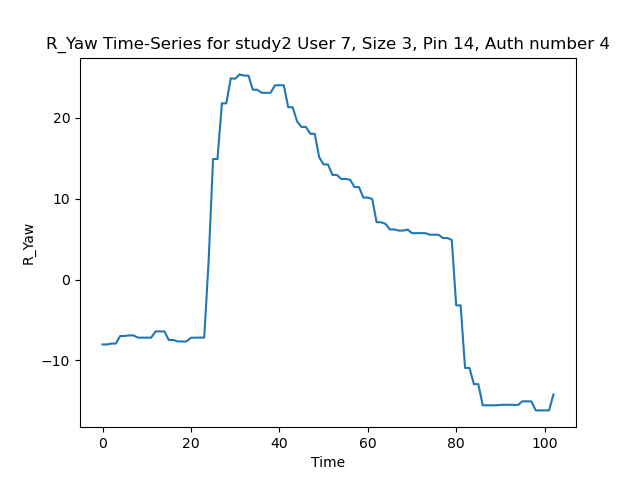 R_Yaw Time-Series for study2 User 7, Size 3, Pin 14, Auth number 4
R_Yaw
20
10
0
−10
0 20 40 60 80 100
Time